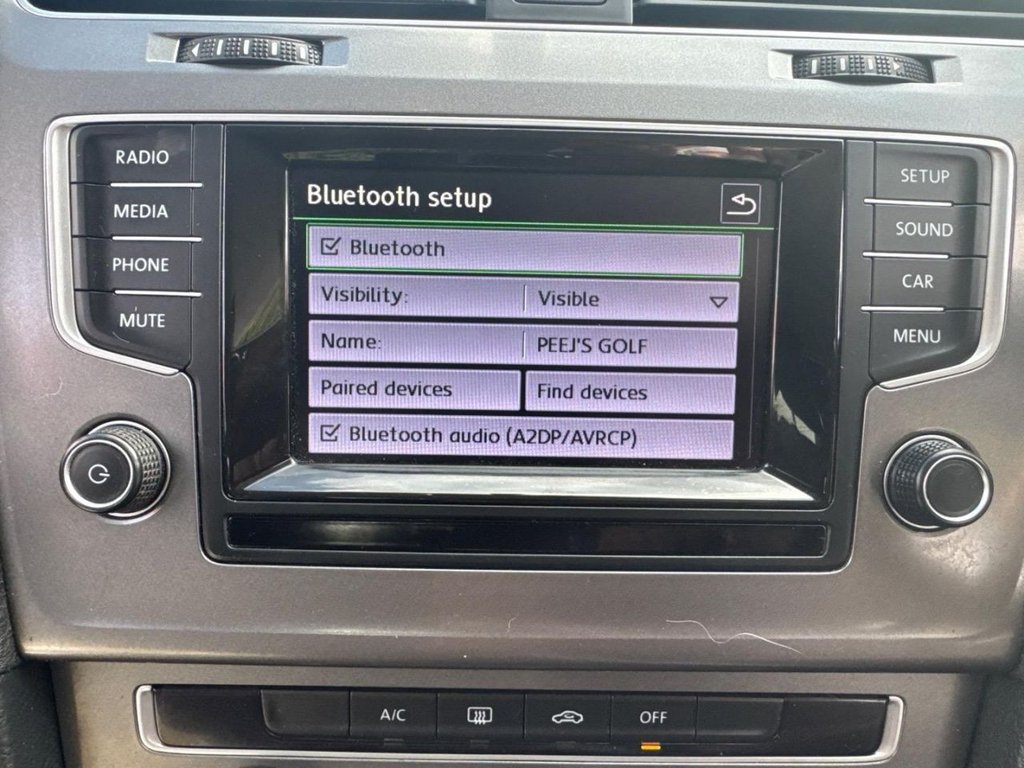 RADIO
MEDIA
PHONE
MUTE
Bluetooth setup
Bluetooth
Visibility: Visible
Name: PEEJ'S GOLF
Paired devices Find devices
Bluetooth audio (A2DP/AVRCP)
SETUP
SOUND
CAR
MENU
A/C
OFF